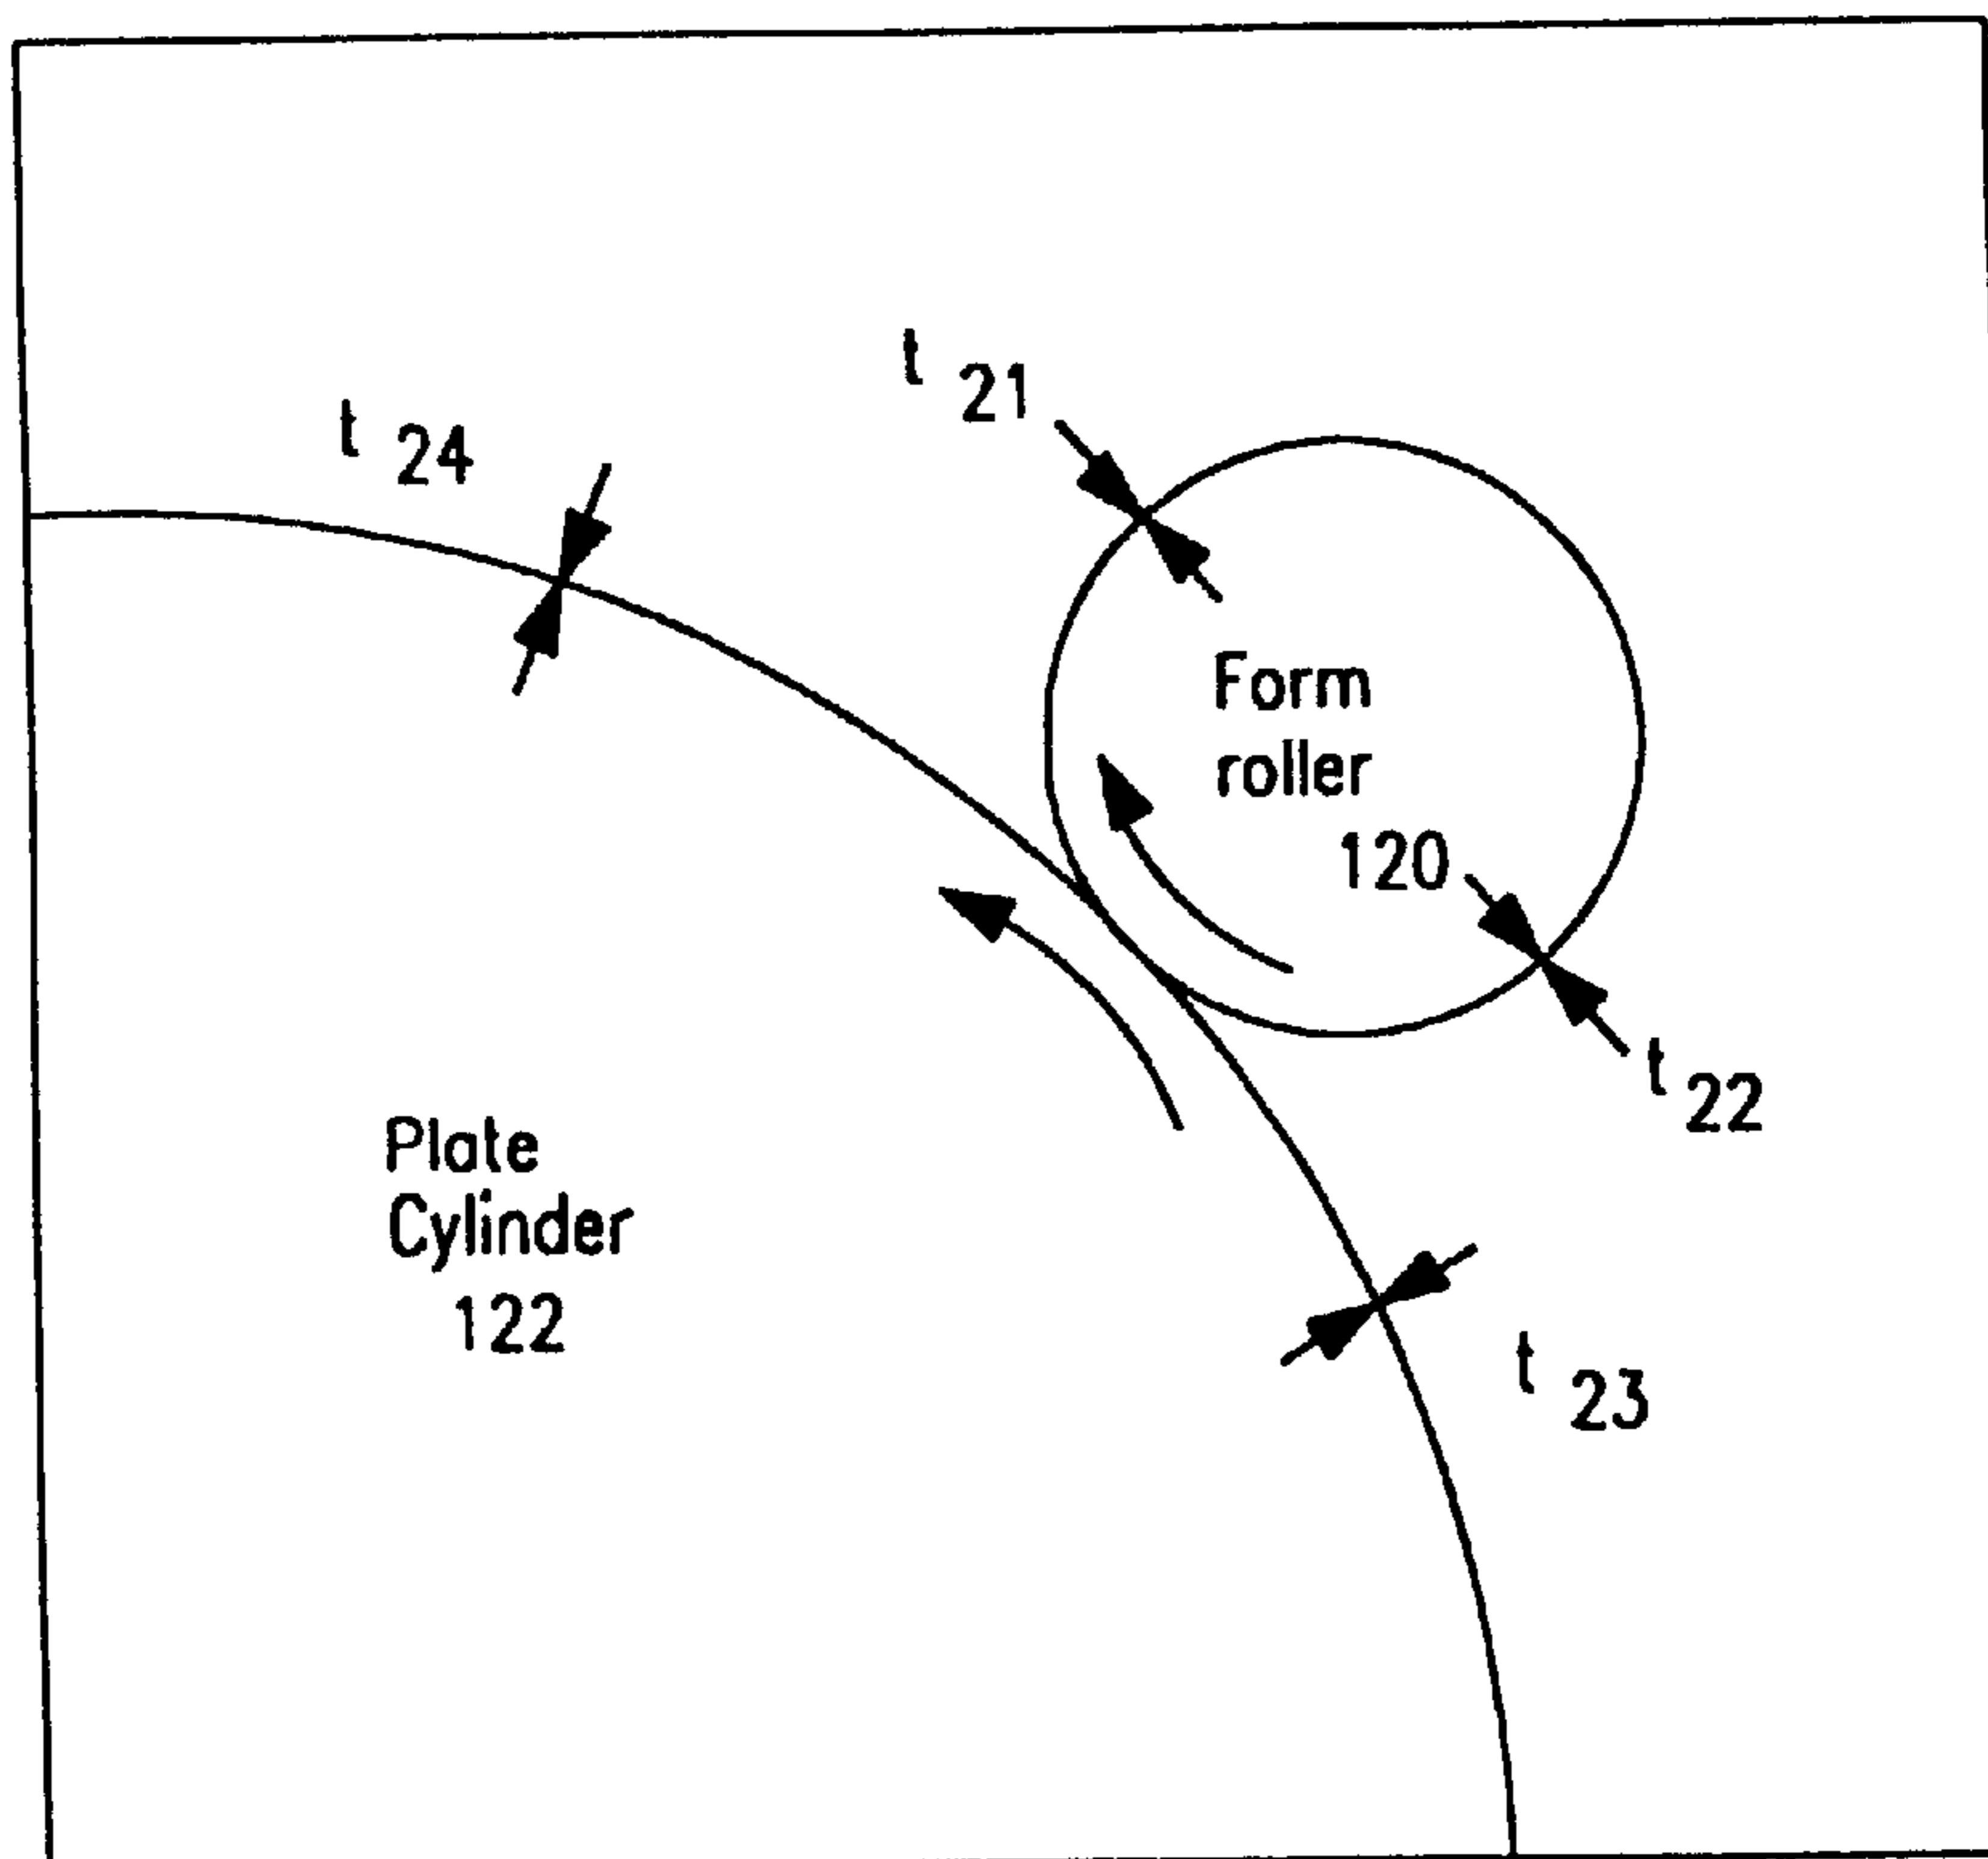 t 21
t 24
Form
roller
120
t 22
Plate
Cylinder
122
t 23